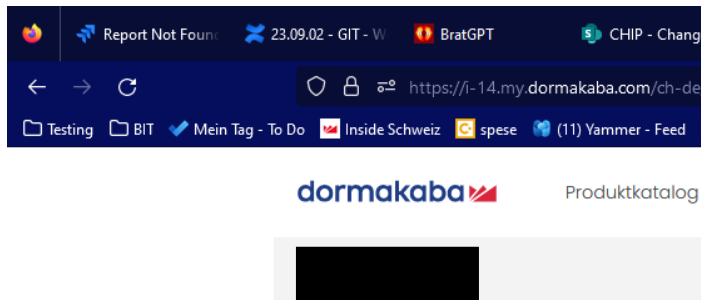 Report Not Found 23.09.02 - GIT - W BratGPT CHIP - Chang
https://i-14.my.dormakaba.com/ch-de
Testing BIT Mein Tag - To Do Inside Schweiz spese (11) Yammer - Feed
dormakaba Produktkatalog